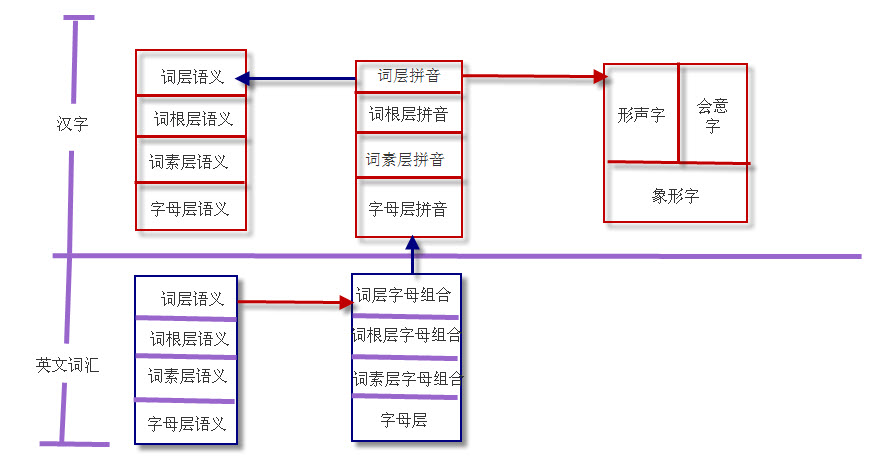 汉字
词层语义
词根层语义
词素层语义
字母层语义
词层拼音
词根层拼音
词素层拼音
字母层拼音
形声字
会意
字
象形字
英文词汇
词层语义
词根层语义
词素层语义
字母层语义
词层字母组合
词根层字母组合
词素层字母组合
字母层